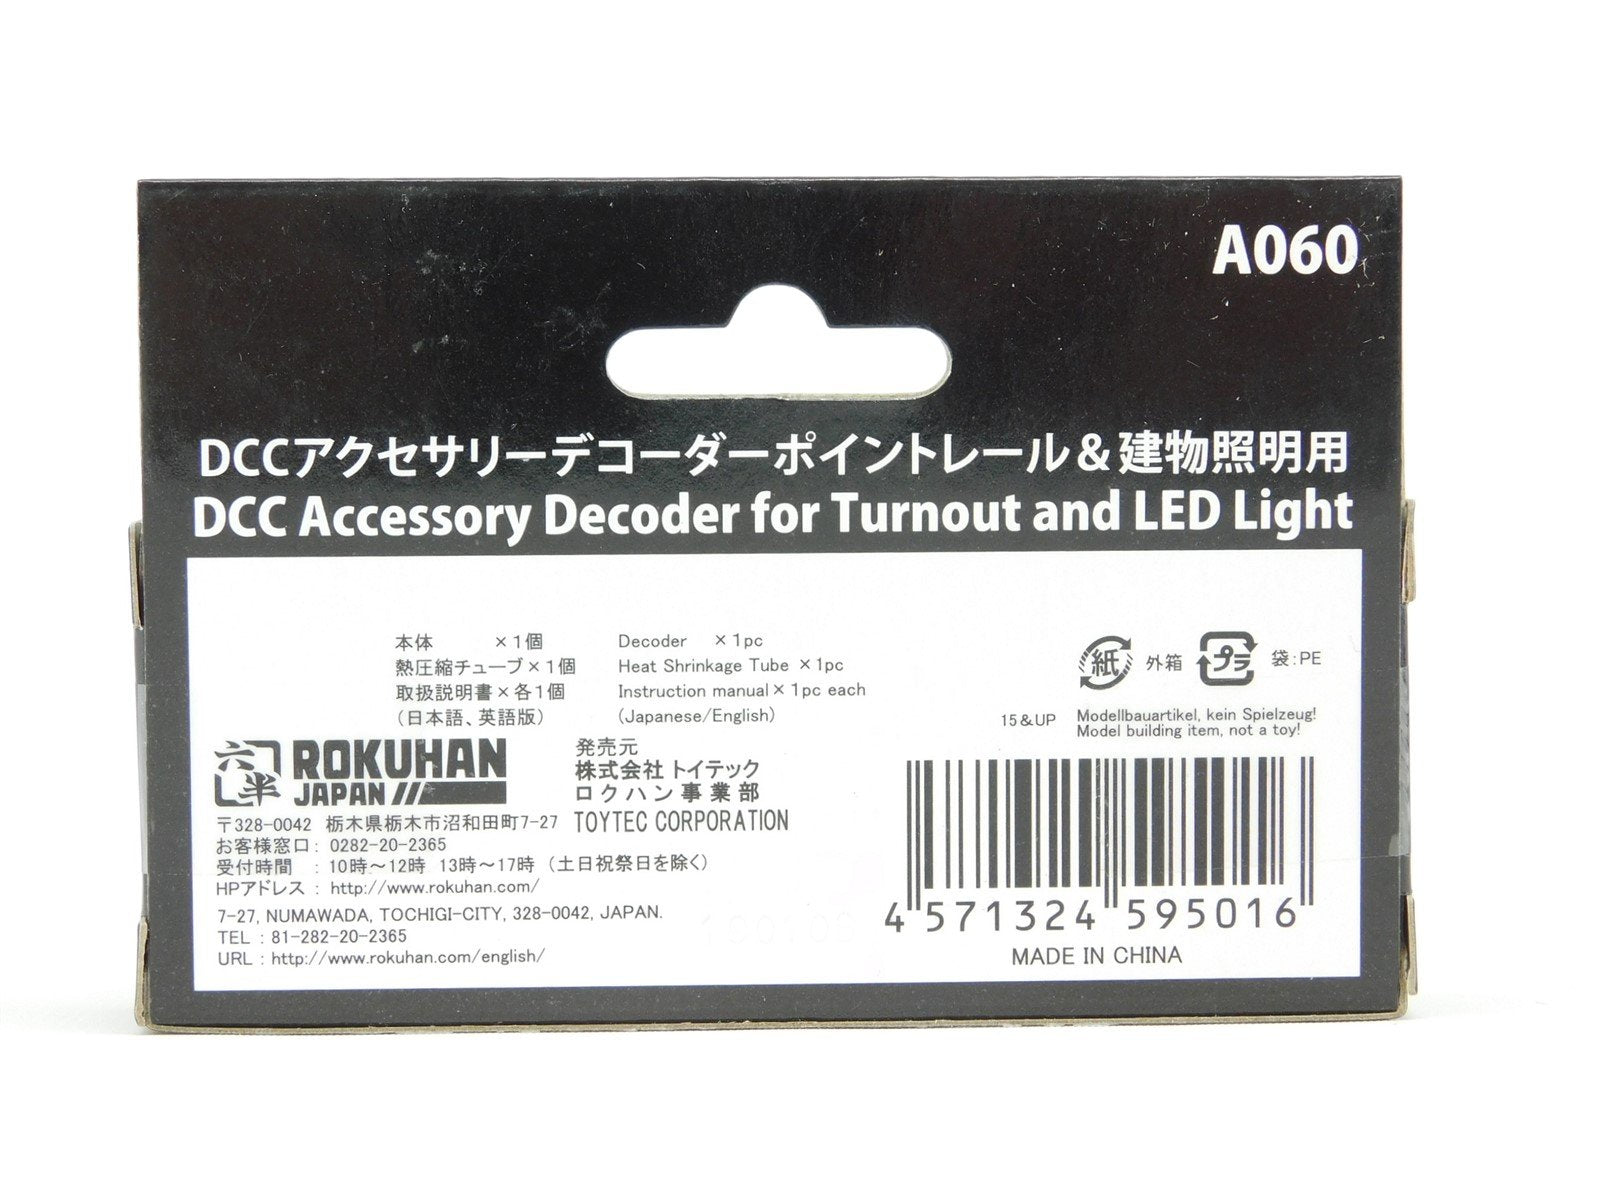 A060
DCCアクセサリーデコーダーポイントレール＆建物照明用
DCC Accessory Decoder for Turnout and LED Light
本体 ×1個
熱圧縮チューブ×1個
取扱説明書×各1個
（日本語、英語版）
Decoder ×1pc
Heat Shrinkage Tube ×1pc
Instruction manual×1pc each
(Japanese/English)
紙 外箱 プラ 袋:PE
15&UP
Modellbauartikel, kein Spielzeug!
Model building item, not a toy!
六半 ROKUHAN
JAPAN
発売元
株式会社 トイテック
ロクハン事業部
TOYTEC CORPORATION
〒328-0042 栃木県栃木市沼和田町7-27
お客様窓口: 0282-20-2365
受付時間 : 10時～12時 13時～17時（土日祝祭日を除く）
HPアドレス : http://www.rokuhan.com/
7-27, NUMAWADA, TOCHIGI-CITY, 328-0042, JAPAN.
TEL : 81-282-20-2365
URL : http://www.rokuhan.com/english/
4 571324 595016
MADE IN CHINA